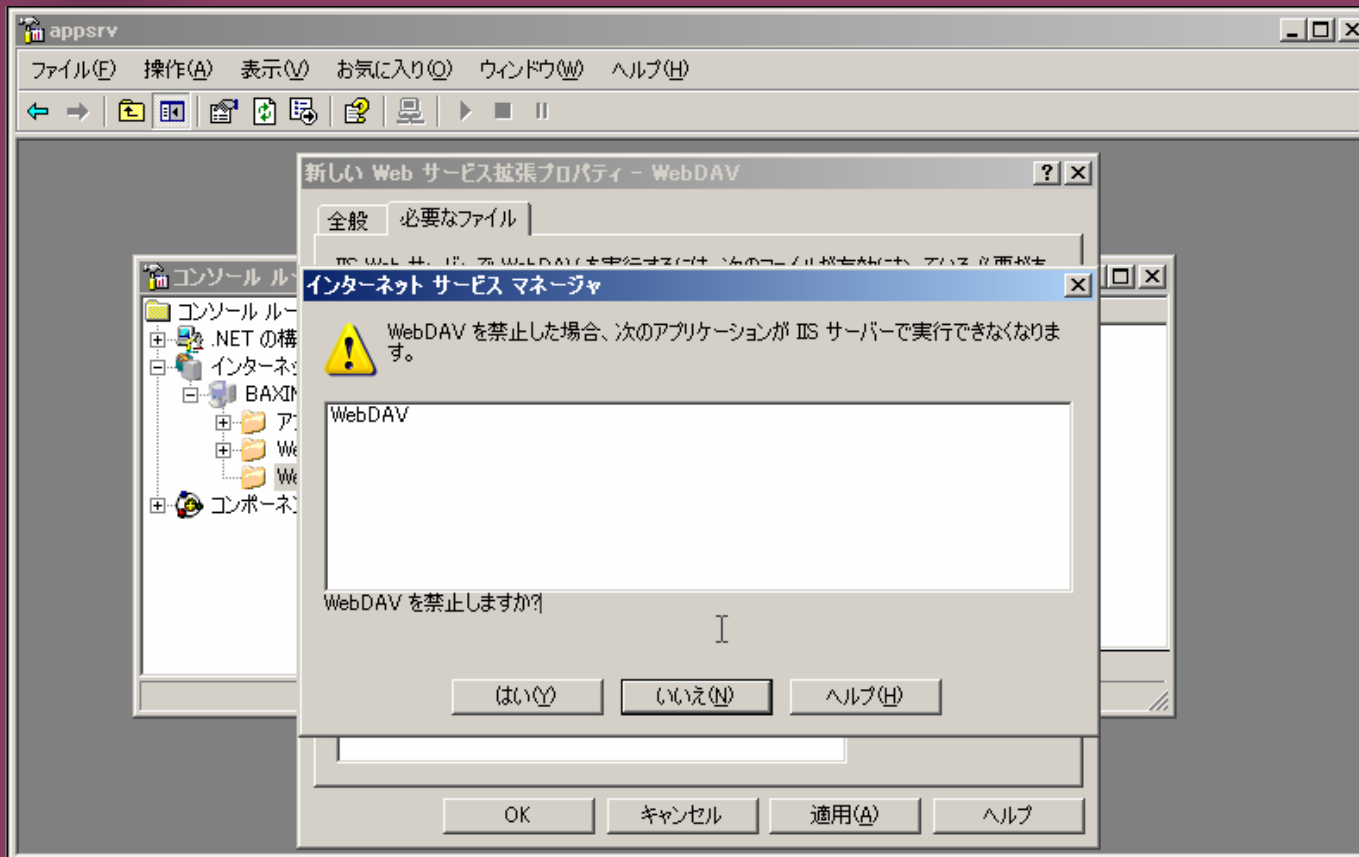 appsrv
ファイル(F) 操作(A) 表示(V) お気に入り(O) ウィンドウ(W) ヘルプ(H)
新しい Web サービス拡張プロパティ - WebDAV
全般 必要なファイル
コンソール ルー
インターネット サービス マネージャ
コンソール ルー
WebDAV を禁止した場合、次のアプリケーションが IIS サーバーで実行できなくなりま
す。
.NET の構
インターネ
BAXIN
WebDAV
ア
We
We
コンポーネ
WebDAV を禁止しますか?
はい(Y) いいえ(N) ヘルプ(H)
OK キャンセル 適用(A) ヘルプ